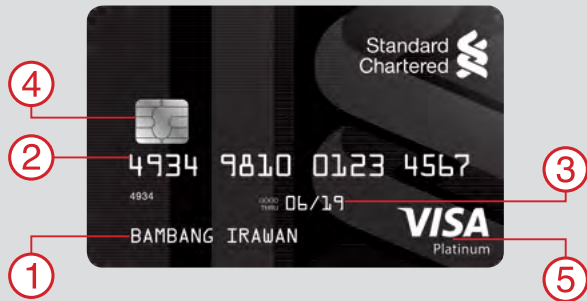 Standard
Chartered
4
2
4934 9810 0123 4567
3
4934
GOOD THRU 06/19
VISA
BAMBANG IRAWAN
Platinum
1
5